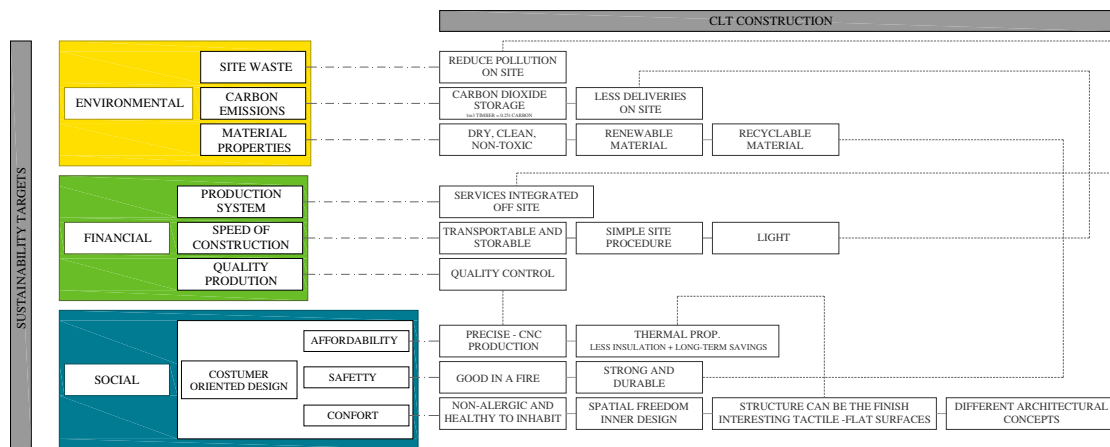 CLT CONSTRUCTION
SUSTAINABILITY TARGETS
ENVIRONMENTAL
SITE WASTE
REDUCE POLLUTION
ON SITE
CARBON
EMISSIONS
CARBON DIOXIDE
STORAGE
1m3 TIMBER = 0.25t CARBON
LESS DELIVERIES
ON SITE
MATERIAL
PROPERTIES
DRY, CLEAN,
NON-TOXIC
RENEWABLE
MATERIAL
RECYCLABLE
MATERIAL
FINANCIAL
PRODUCTION
SYSTEM
SERVICES INTEGRATED
OFF SITE
SPEED OF
CONSTRUCTION
TRANSPORTABLE AND
STORABLE
SIMPLE SITE
PROCEDURE
LIGHT
QUALITY
PRODUTION
QUALITY CONTROL
SOCIAL
COSTUMER
ORIENTED DESIGN
AFFORDABILITY
PRECISE - CNC
PRODUCTION
THERMAL PROP.
LESS INSULATION + LONG-TERM SAVINGS
SAFETTY
GOOD IN A FIRE
STRONG AND
DURABLE
CONFORT
NON-ALERGIC AND
HEALTHY TO INHABIT
SPATIAL FREEDOM
INNER DESIGN
STRUCTURE CAN BE THE FINISH
INTERESTING TACTILE -FLAT SURFACES
DIFFERENT ARCHITECTURAL
CONCEPTS